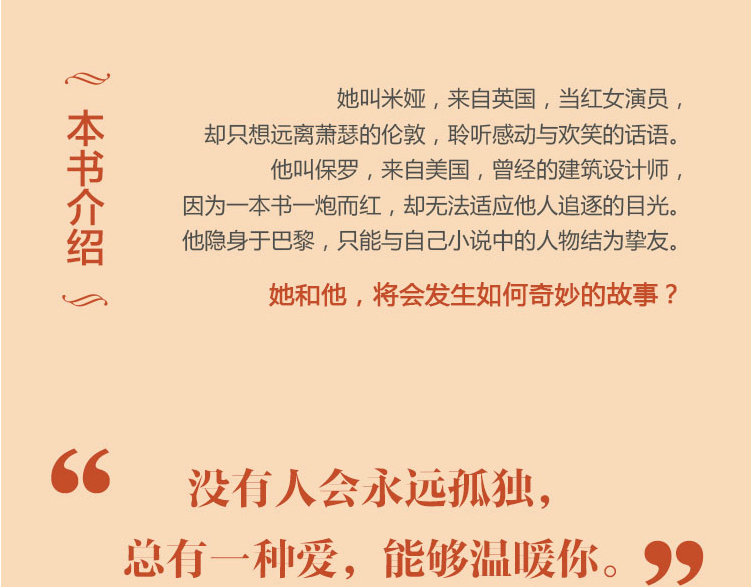 本书介绍
她叫米娅，来自英国，当红女演员，
却只想远离萧瑟的伦敦，聆听感动与欢笑的话语。
他叫保罗，来自美国，曾经的建筑设计师，
因为一本书一炮而红，却无法适应他人追逐的目光。
他隐身于巴黎，只能与自己小说中的人物结为挚友。
她和他，将会发生如何奇妙的故事？
“没有人会永远孤独，
总有一种爱，能够温暖你。”